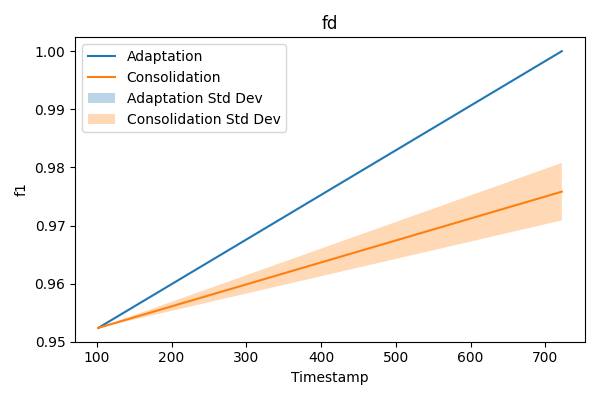 fd
Adaptation
Consolidation
Adaptation Std Dev
Consolidation Std Dev
f1
1.00
0.99
0.98
0.97
0.96
0.95
100 200 300 400 500 600 700
Timestamp